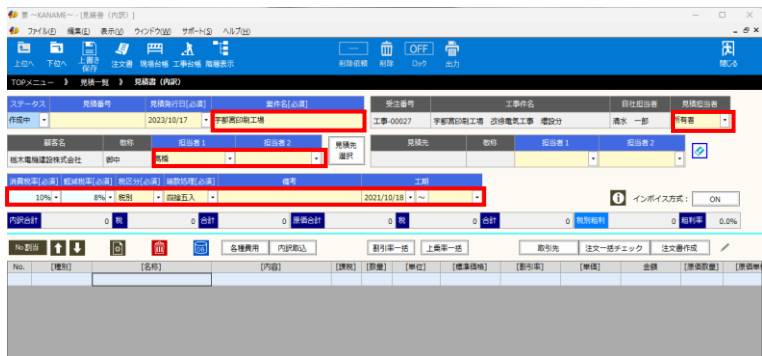 要 ～KANAME～ - [見積書（内訳）]
ファイル(F) 編集(E) 表示(V) ウィンドウ(W) サポート(S) ヘルプ(H)
上位へ 下位へ 上書き保存 注文書 現場台帳 工事台帳 階層表示 削除依頼 削除 OFF ロック 出力 閉じる
TOPメニュー 》 見積一覧 》 見積書（内訳）
ステータス 見積番号 見積発行日[必須] 案件名[必須] 受注番号 工事件名 自社担当者 見積担当者
作成中 2023/10/17 宇都宮印刷工場 工事-00027 宇都宮印刷工場 改修電気工事 増設分 清水 一郎 所有者
顧客名 敬称 担当者1 担当者2 見積先選択 見積先 敬称 担当者1 担当者2
栃木電機建設株式会社 御中 高橋
消費税率[必須] 軽減税率[必須] 税区分[必須] 端数処理[必須] 備考 工期
10% 8% 税別 四捨五入 2021/10/18 ～ インボイス方式： ON
内訳合計 0 税 0 合計 0 原価合計 0 税 0 合計 0 税別粗利 0 粗利率 0.0%
No割当 DB 各種費用 内訳取込 割引率一括 上乗率一括 取引先 注文一括チェック 注文書作成
No. [種別] [名称] [内容] [課税] [数量] [単位] [標準価格] [割引率] [単価] 金額 [原価数量] [原価単